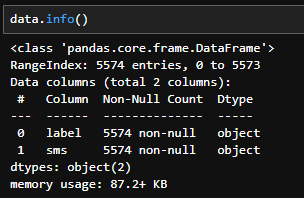 data.info()
<class 'pandas.core.frame.DataFrame'>
RangeIndex: 5574 entries, 0 to 5573
Data columns (total 2 columns):
 #   Column  Non-Null Count  Dtype
---  ------  --------------  -----
 0   label   5574 non-null   object
 1   sms     5574 non-null   object
dtypes: object(2)
memory usage: 87.2+ KB